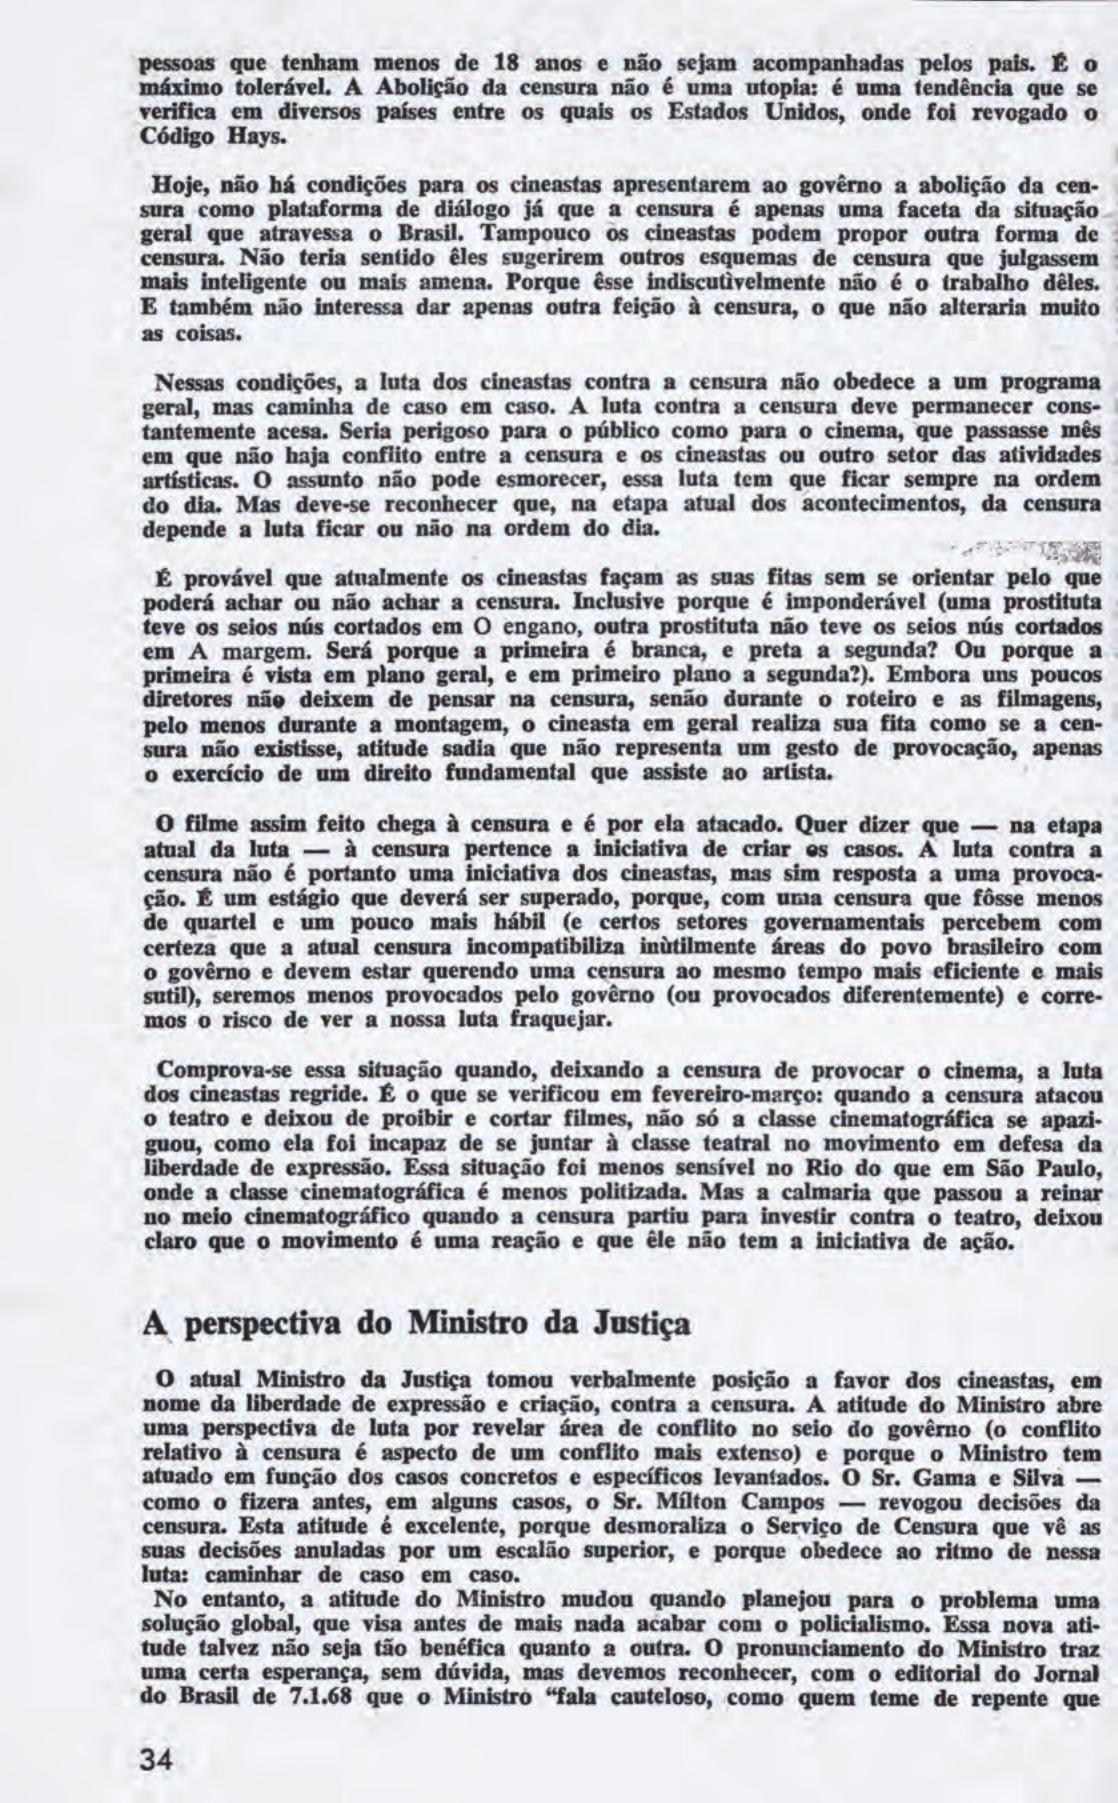 pessoas que tenham menos de 18 anos e não sejam acompanhadas pelos pais. É o
máximo tolerável. A Abolição da censura não é uma utopia: é uma tendência que se
verifica em diversos países entre os quais os Estados Unidos, onde foi revogado o
Código Hays.
Hoje, não há condições para os cineastas apresentarem ao govêrno a abolição da cen-
sura como plataforma de diálogo já que a censura é apenas uma faceta da situação
geral que atravessa o Brasil. Tampouco os cineastas podem propor outra forma de
censura. Não teria sentido êles sugerirem outros esquemas de censura que julgassem
mais inteligente ou mais amena. Porque êsse indiscutìvelmente não é o trabalho dêles.
E também não interessa dar apenas outra feição à censura, o que não alteraria muito
as coisas.
Nessas condições, a luta dos cineastas contra a censura não obedece a um programa
geral, mas caminha de caso em caso. A luta contra a censura deve permanecer cons-
tantemente acesa. Seria perigoso para o público como para o cinema, que passasse mês
em que não haja conflito entre a censura e os cineastas ou outro setor das atividades
artísticas. O assunto não pode esmorecer, essa luta tem que ficar sempre na ordem
do dia. Mas deve-se reconhecer que, na etapa atual dos acontecimentos, da censura
depende a luta ficar ou não na ordem do dia.
É provável que atualmente os cineastas façam as suas fitas sem se orientar pelo que
poderá achar ou não achar a censura. Inclusive porque é imponderável (uma prostituta
teve os seios nús cortados em O engano, outra prostituta não teve os seios nús cortados
em A margem. Será porque a primeira é branca, e preta a segunda? Ou porque a
primeira é vista em plano geral, e em primeiro plano a segunda?). Embora uns poucos
diretores não deixem de pensar na censura, senão durante o roteiro e as filmagens,
pelo menos durante a montagem, o cineasta em geral realiza sua fita como se a cen-
sura não existisse, atitude sadia que não representa um gesto de provocação, apenas
o exercício de um direito fundamental que assiste ao artista.
O filme assim feito chega à censura e é por ela atacado. Quer dizer que — na etapa
atual da luta — à censura pertence a iniciativa de criar os casos. A luta contra a
censura não é portanto uma iniciativa dos cineastas, mas sim resposta a uma provoca-
ção. É um estágio que deverá ser superado, porque, com uma censura que fôsse menos
de quartel e um pouco mais hábil (e certos setores governamentais percebem com
certeza que a atual censura incompatibiliza inùtilmente áreas do povo brasileiro com
o govêrno e devem estar querendo uma censura ao mesmo tempo mais eficiente e mais
sutil), seremos menos provocados pelo govêrno (ou provocados diferentemente) e corre-
mos o risco de ver a nossa luta fraquejar.
Comprova-se essa situação quando, deixando a censura de provocar o cinema, a luta
dos cineastas regride. É o que se verificou em fevereiro-março: quando a censura atacou
o teatro e deixou de proibir e cortar filmes, não só a classe cinematográfica se apazi-
guou, como ela foi incapaz de se juntar à classe teatral no movimento em defesa da
liberdade de expressão. Essa situação foi menos sensível no Rio do que em São Paulo,
onde a classe cinematográfica é menos politizada. Mas a calmaria que passou a reinar
no meio cinematográfico quando a censura partiu para investir contra o teatro, deixou
claro que o movimento é uma reação e que êle não tem a iniciativa de ação.
A perspectiva do Ministro da Justiça
O atual Ministro da Justiça tomou verbalmente posição a favor dos cineastas, em
nome da liberdade de expressão e criação, contra a censura. A atitude do Ministro abre
uma perspectiva de luta por revelar área de conflito no seio do govêrno (o conflito
relativo à censura é aspecto de um conflito mais extenso) e porque o Ministro tem
atuado em função dos casos concretos e específicos levantados. O Sr. Gama e Silva —
como o fizera antes, em alguns casos, o Sr. Mílton Campos — revogou decisões da
censura. Esta atitude é excelente, porque desmoraliza o Serviço de Censura que vê as
suas decisões anuladas por um escalão superior, e porque obedece ao ritmo de nessa
luta: caminhar de caso em caso.
No entanto, a atitude do Ministro mudou quando planejou para o problema uma
solução global, que visa antes de mais nada acabar com o policialismo. Essa nova ati-
tude talvez não seja tão benéfica quanto a outra. O pronunciamento do Ministro traz
uma certa esperança, sem dúvida, mas devemos reconhecer, com o editorial do Jornal
do Brasil de 7.1.68 que o Ministro “fala cauteloso, como quem teme de repente que
34